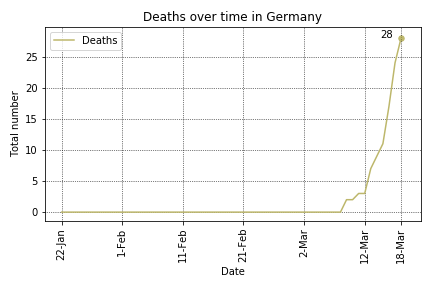 Deaths over time in Germany
28
Deaths
25
20
15
10
5
0
Total number
22-Jan
1-Feb
11-Feb
21-Feb
2-Mar
12-Mar
18-Mar
Date